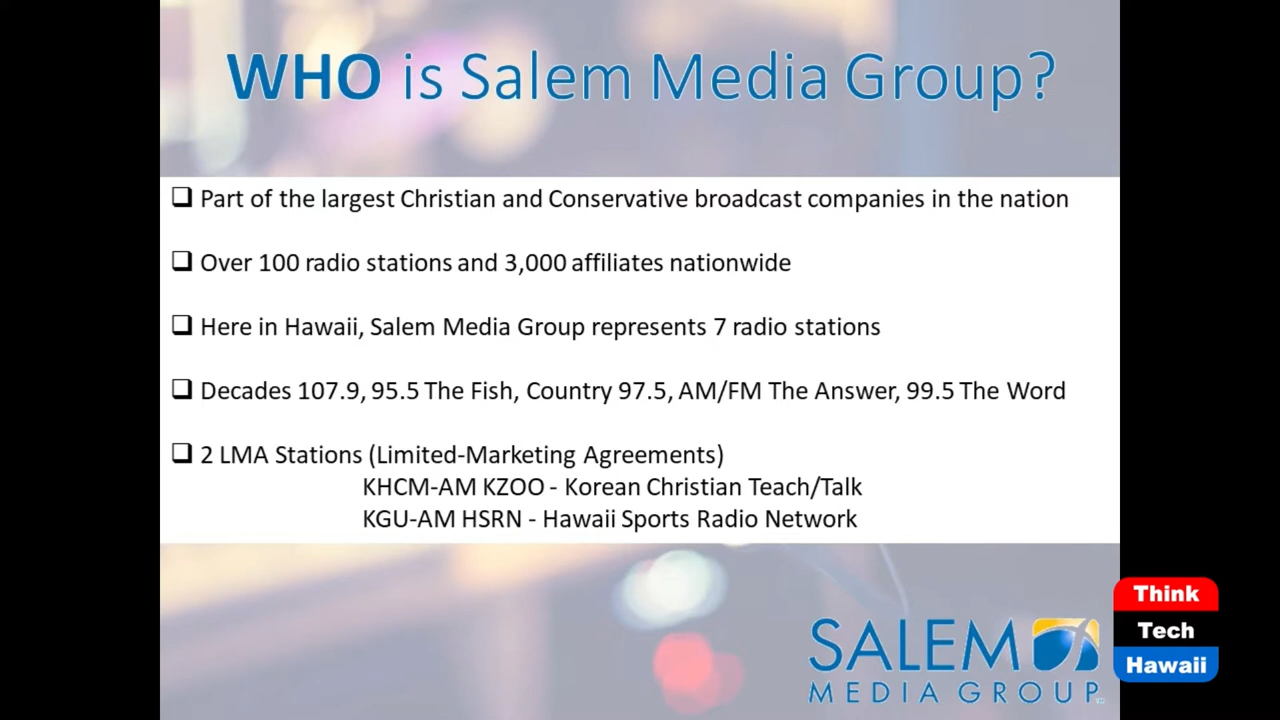 WHO is Salem Media Group?
Part of the largest Christian and Conservative broadcast companies in the nation
Over 100 radio stations and 3,000 affiliates nationwide
Here in Hawaii, Salem Media Group represents 7 radio stations
Decades 107.9, 95.5 The Fish, Country 97.5, AM/FM The Answer, 99.5 The Word
2 LMA Stations (Limited-Marketing Agreements)
KHCM-AM KZOO - Korean Christian Teach/Talk
KGU-AM HSRN - Hawaii Sports Radio Network
SALEM
MEDIA GROUP
Think
Tech
Hawaii